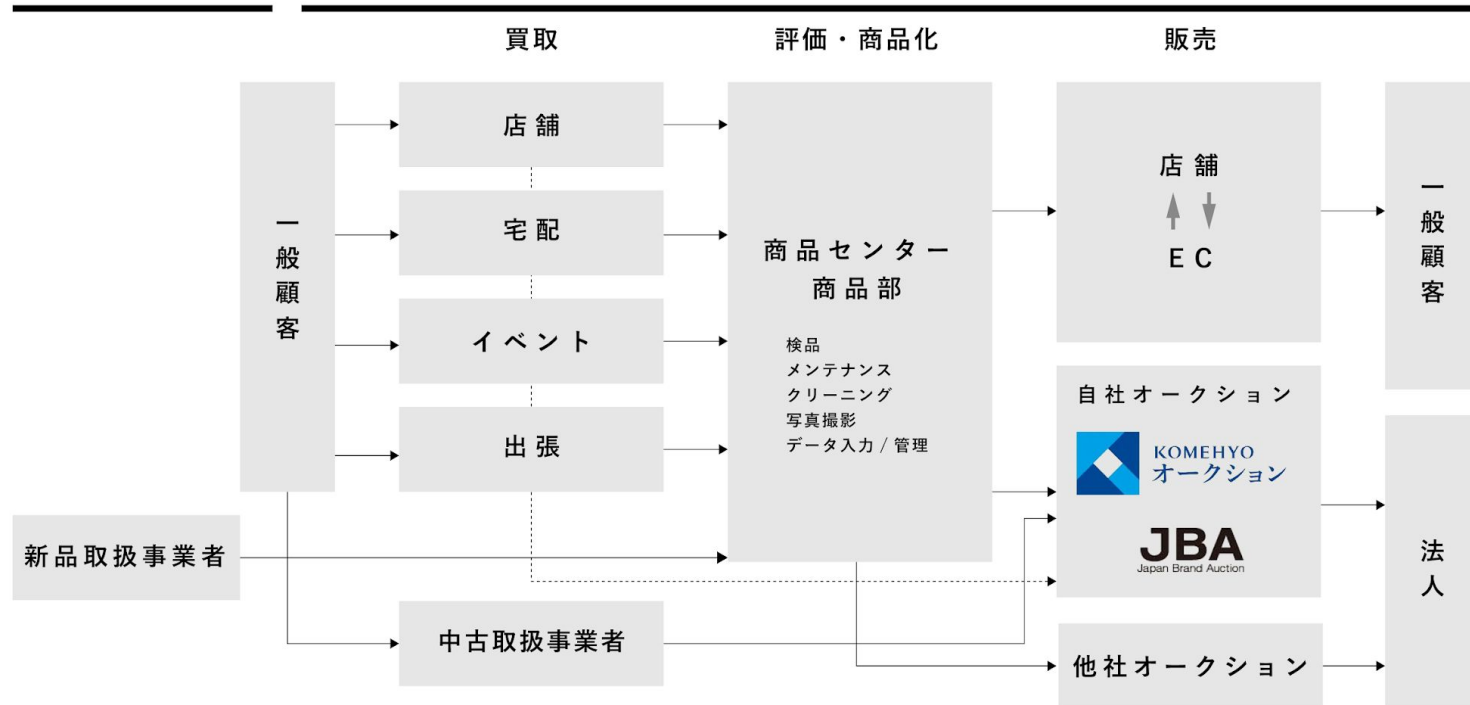 買取
評価・商品化
販売
一般顧客
新品取扱事業者
店舗
宅配
イベント
出張
中古取扱事業者
商品センター
商品部
検品
メンテナンス
クリーニング
写真撮影
データ入力 / 管理
店舗
EC
自社オークション
KOMEHYO
オークション
JBA
Japan Brand Auction
他社オークション
一般顧客
法人